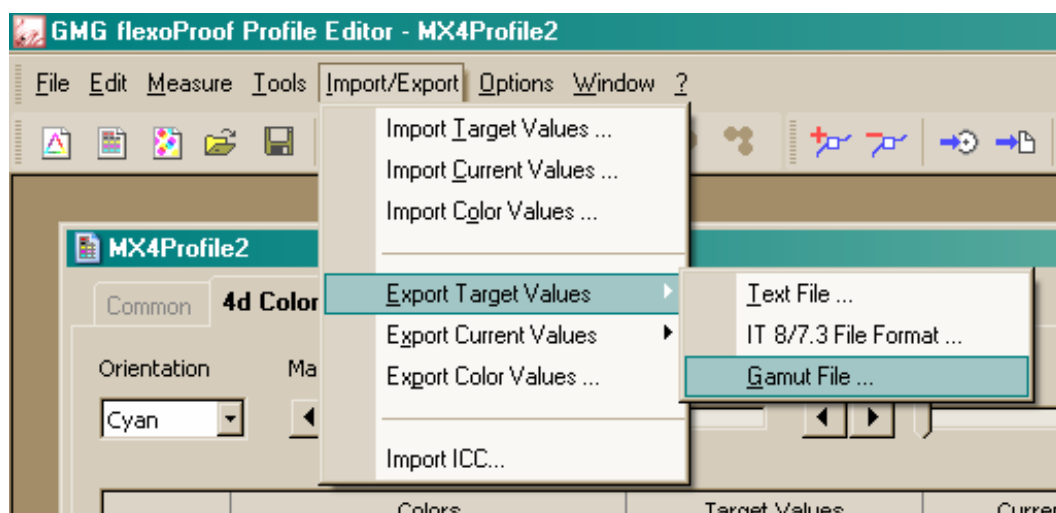 GMG flexoProof Profile Editor - MX4Profile2
File Edit Measure Tools Import/Export Options Window ?
Import Target Values ...
Import Current Values ...
Import Color Values ...
MX4Profile2
Common 4d Color
Export Target Values
Text File ...
Export Current Values
IT 8/7.3 File Format ...
Orientation Ma
Export Color Values ...
Gamut File ...
Cyan
Import ICC...
Colors Target Values Curre